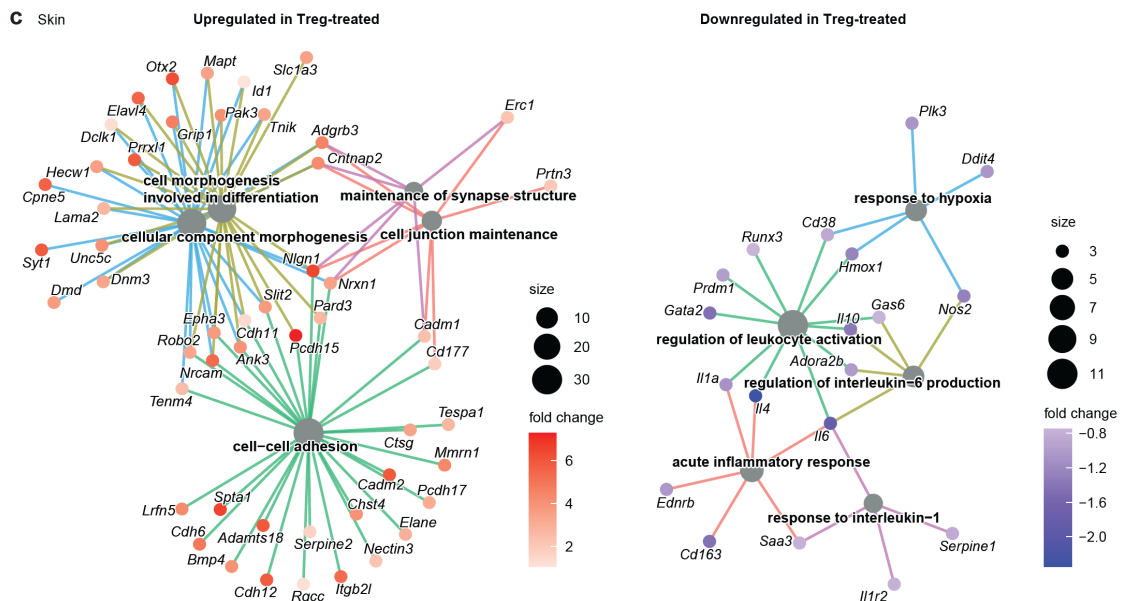 c Skin
Upregulated in Treg-treated
Downregulated in Treg-treated
Otx2
Mapt
Slc1a3
Id1
Elavl4
Pak3
Dclk1
Grip1
Tnik
Prrxl1
Adgrb3
Cntnap2
Erc1
Prtn3
Hecw1
cell morphogenesis
involved in differentiation
Cpne5
Lama2
maintenance of synapse structure
cellular component morphogenesis
cell junction maintenance
Syt1
Unc5c
Nlgn1
Dmd
Dnm3
Nrxn1
Slit2
Pard3
Epha3
Cdh11
Robo2
Ank3
Pcdh15
Cadm1
Cd177
Nrcam
Tenm4
Tespa1
Ctsg
cell−cell adhesion
Mmrn1
Cadm2
Pcdh17
Lrfn5
Spta1
Chst4
Elane
Cdh6
Adamts18
Serpine2
Nectin3
Bmp4
Cdh12
Rgcc
Itgb2l
size
10
20
30
fold change
6
4
2
Plk3
Ddit4
response to hypoxia
Cd38
Runx3
Hmox1
Prdm1
Gata2
Il10
Gas6
Nos2
regulation of leukocyte activation
Adora2b
Il1a
regulation of interleukin−6 production
Il4
Il6
acute inflammatory response
Ednrb
response to interleukin−1
Cd163
Saa3
Serpine1
Il1r2
size
3
5
7
9
11
fold change
−0.8
−1.2
−1.6
−2.0